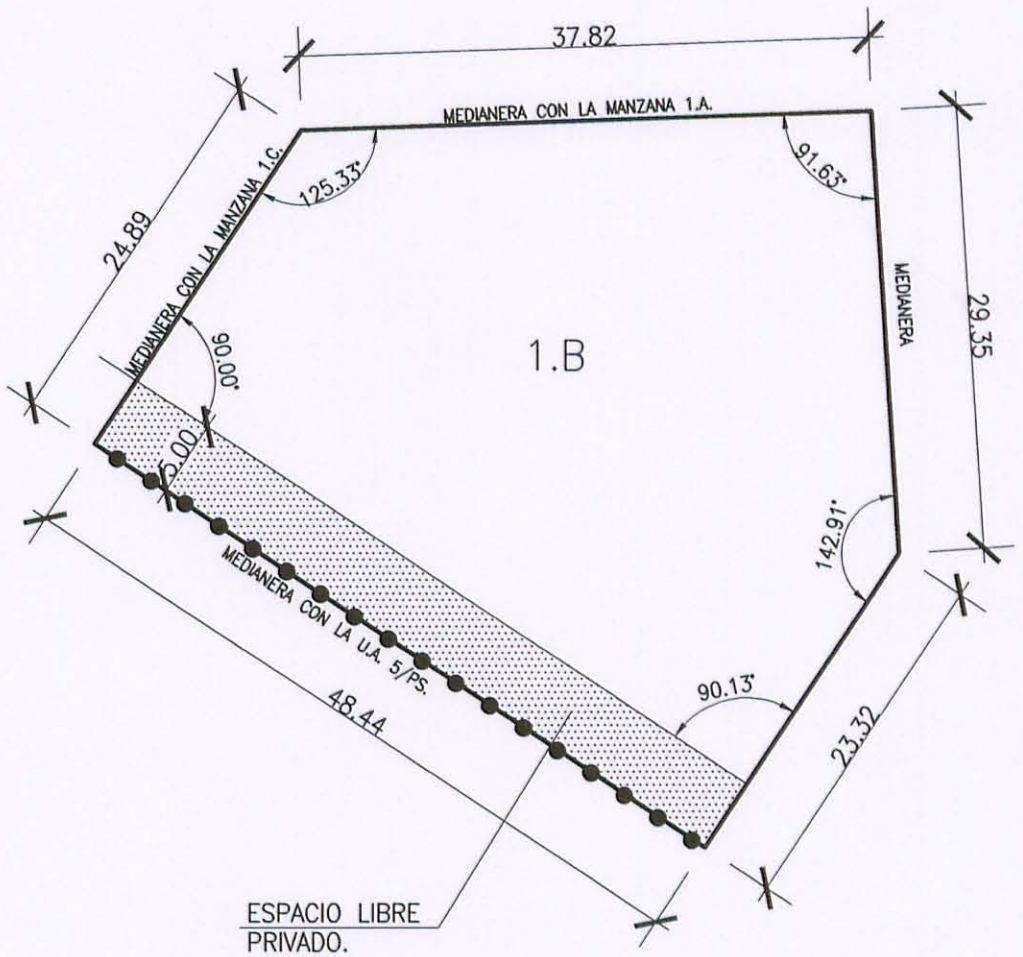 37.82
MEDIANERA CON LA MANZANA 1.A.
24.89
MEDIANERA CON LA MANZANA 1.C.
125.33°
91.63°
MEDIANERA
29.35
90.00°
1.B
5.00
142.91°
MEDIANERA CON LA U.A. 5/PS.
48.44
90.13°
23.32
ESPACIO LIBRE
PRIVADO.